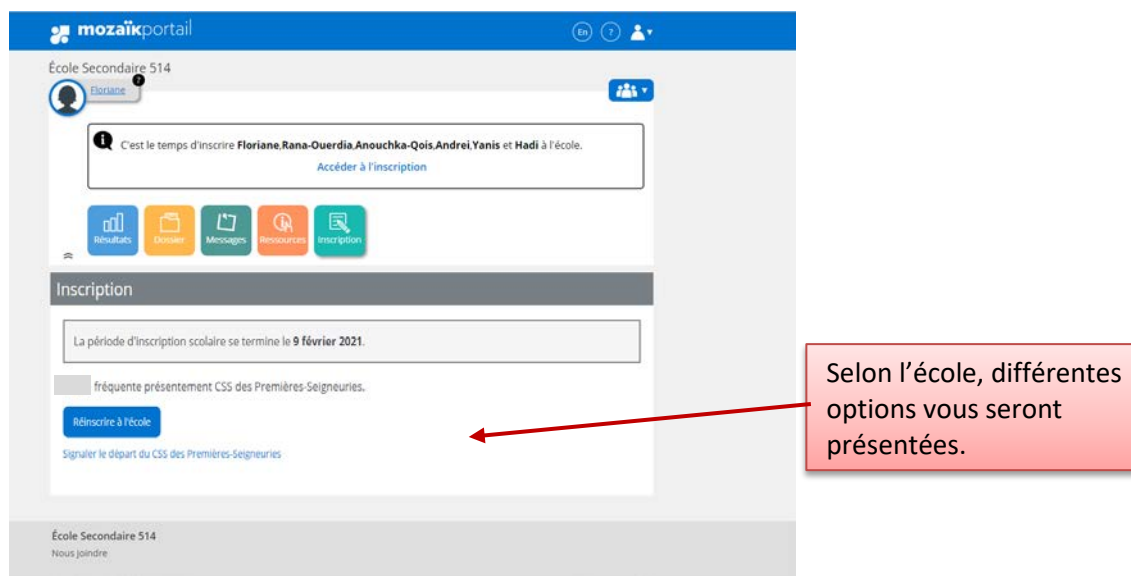 mozaïkportail
En ?
École Secondaire 514
Floriane
?
C'est le temps d'inscrire Floriane,Rana-Ouerdia,Anouchka-Qois,Andrei,Yanis et Hadi à l'école.
Accéder à l'inscription
Résultats Dossier Messages Ressources Inscription
Inscription
La période d'inscription scolaire se termine le 9 février 2021.
fréquente présentement CSS des Premières-Seigneuries.
Réinscrire à l'école
Signaler le départ du CSS des Premières-Seigneuries
Selon l’école, différentes
options vous seront
présentées.
École Secondaire 514
Nous joindre